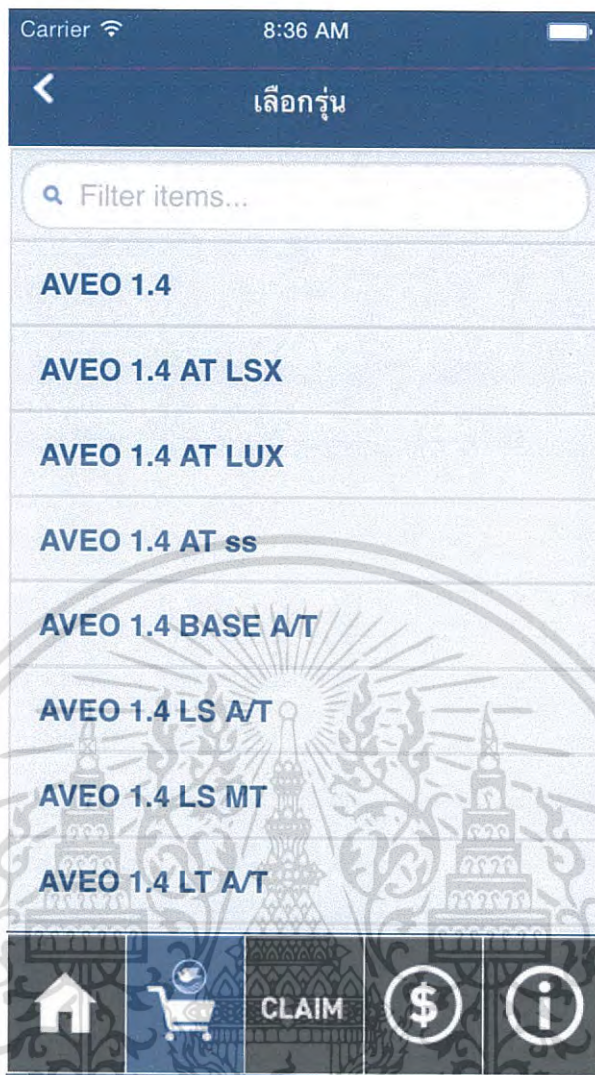 Carrier 8:36 AM
เลือกรุ่น
Filter items...
AVEO 1.4
AVEO 1.4 AT LSX
AVEO 1.4 AT LUX
AVEO 1.4 AT ss
AVEO 1.4 BASE A/T
AVEO 1.4 LS A/T
AVEO 1.4 LS MT
AVEO 1.4 LT A/T
CLAIM